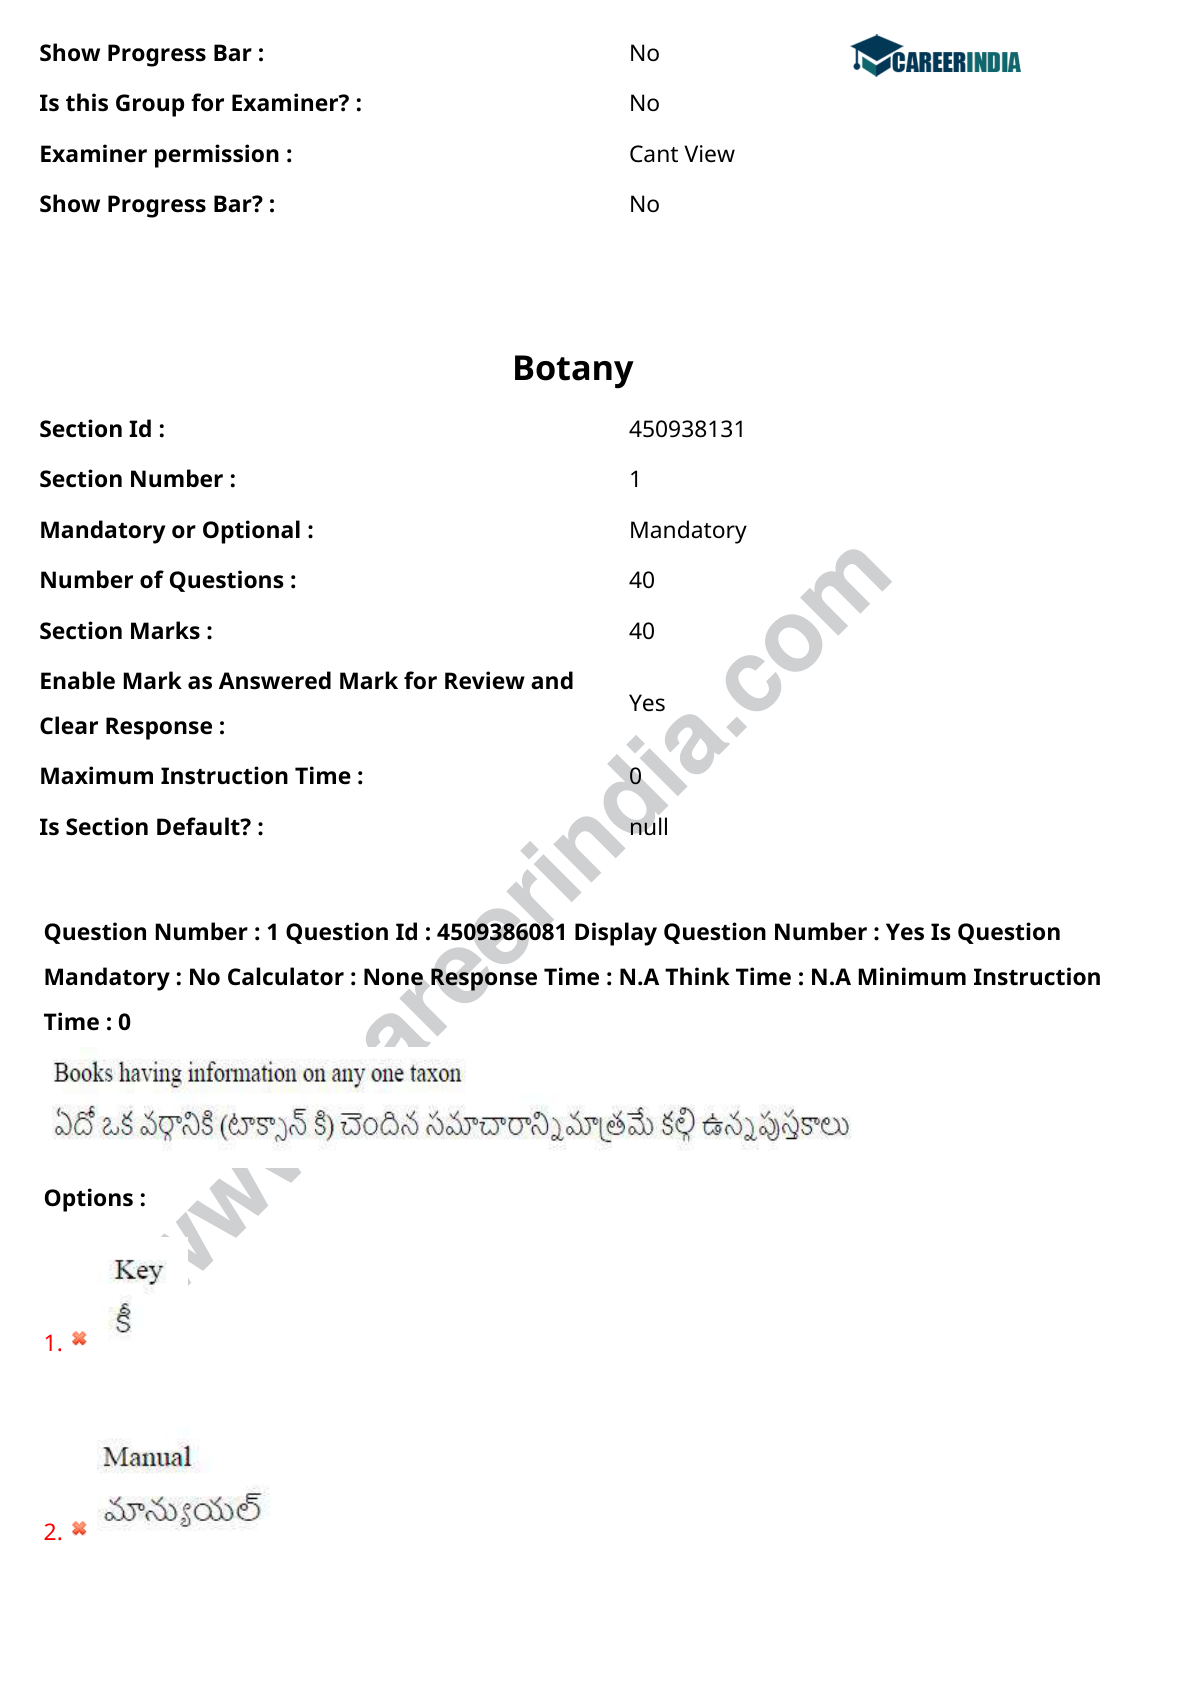 Show Progress Bar : No
CAREERINDIA
Is this Group for Examiner? : No
Examiner permission : Cant View
Show Progress Bar? : No
Botany
Section Id : 450938131
Section Number : 1
Mandatory or Optional : Mandatory
Number of Questions : 40
Section Marks : 40
Enable Mark as Answered Mark for Review and
Clear Response : Yes
Maximum Instruction Time : 0
Is Section Default? : null
Question Number : 1 Question Id : 4509386081 Display Question Number : Yes Is Question
Mandatory : No Calculator : None Response Time : N.A Think Time : N.A Minimum Instruction
Time : 0
Books having information on any one taxon
ఏదో ఒక వర్గానికి (టాక్సాన్ కి) చెందిన సమాచారాన్ని మాత్రమే కల్గి ఉన్న పుస్తకాలు
Options :
Key
కీ
1.
Manual
మాన్యుయల్
2.